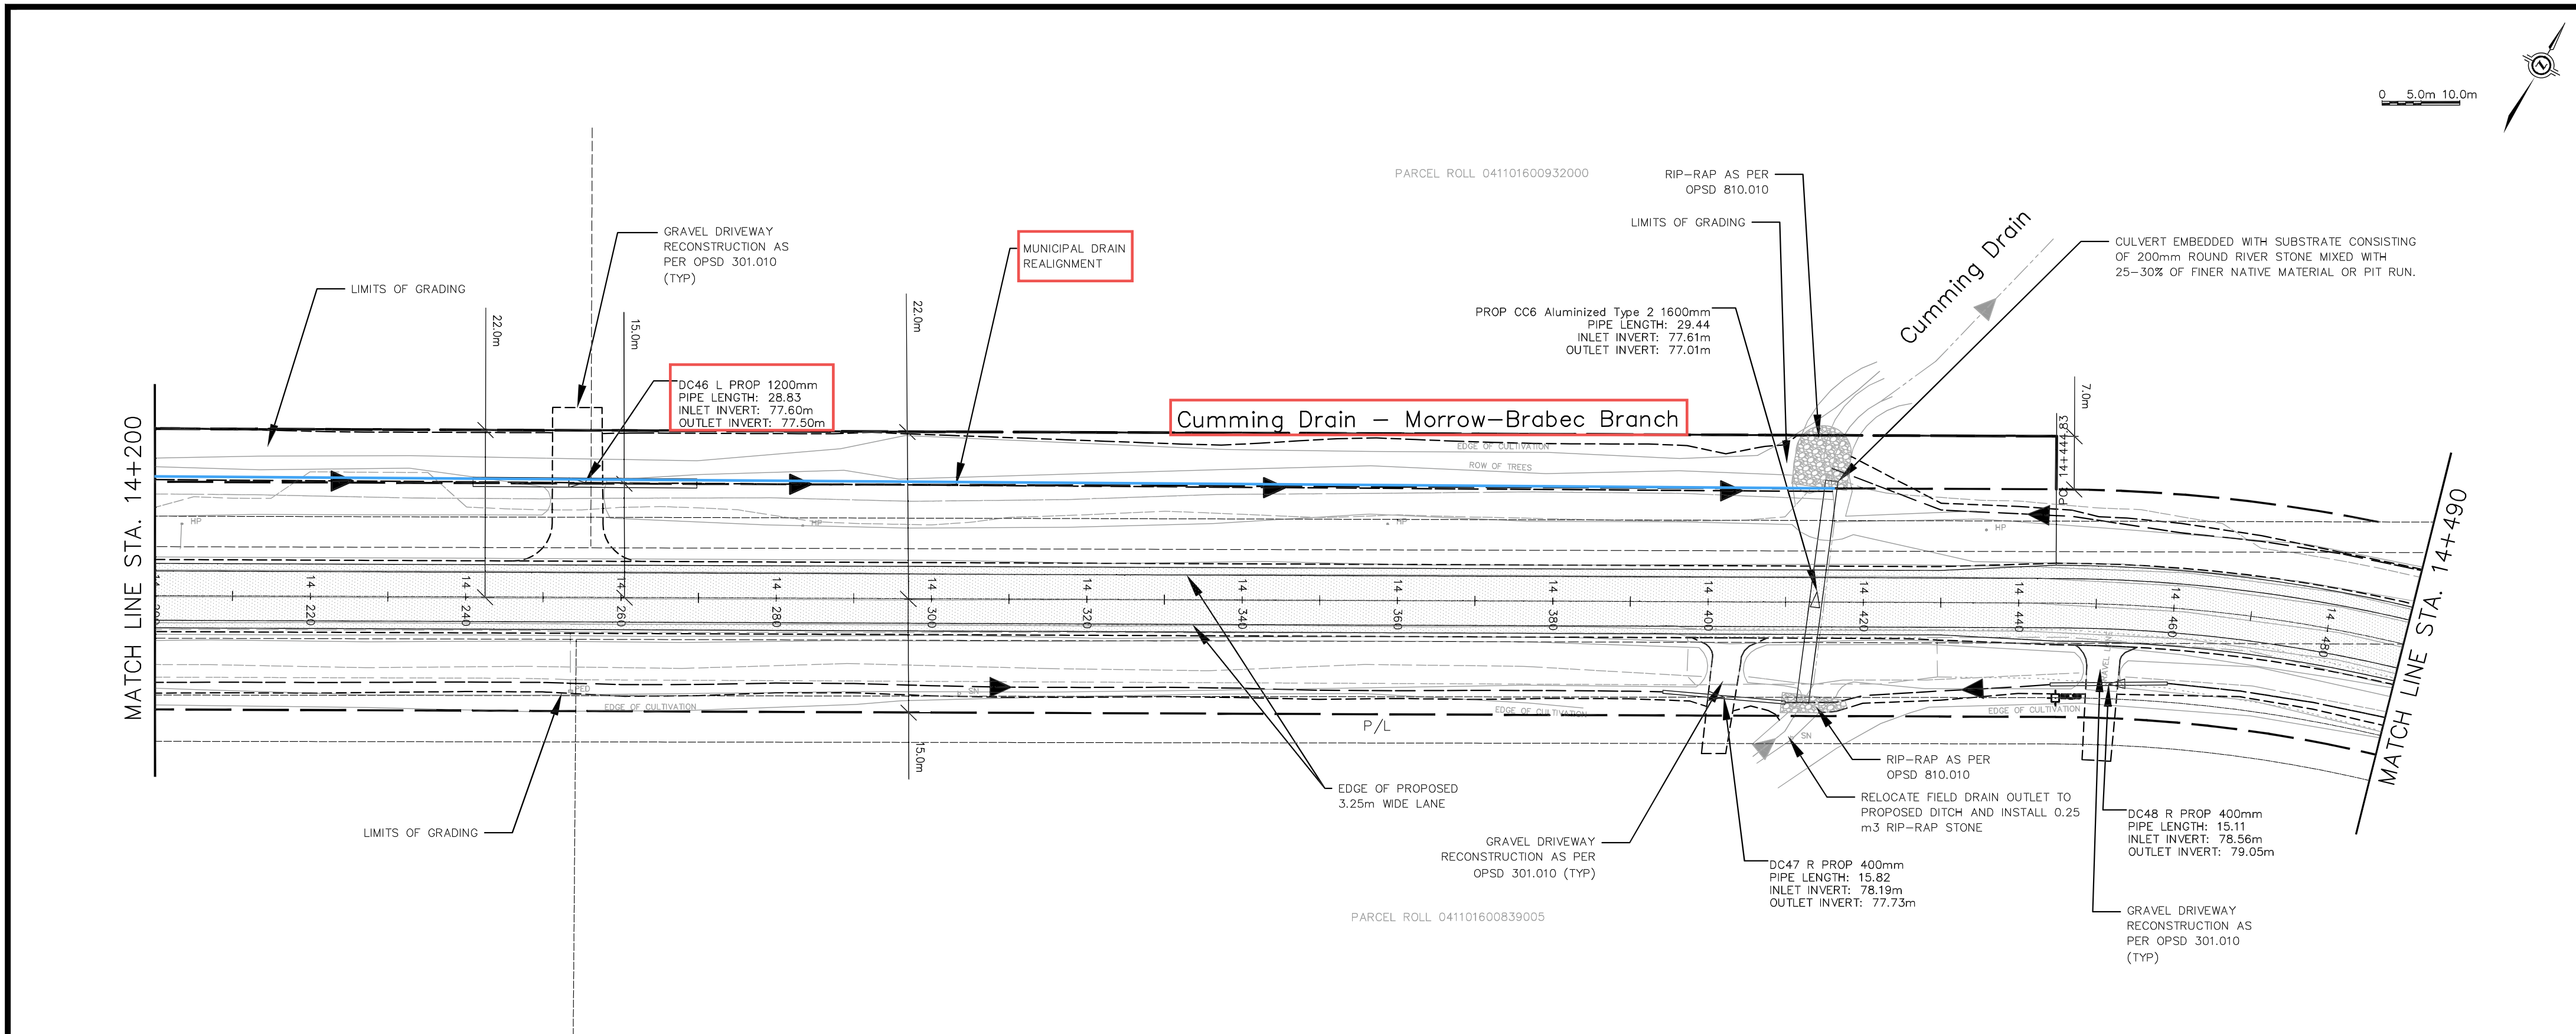 0 5.0m 10.0m
Z
PARCEL ROLL 041101600932000
RIP-RAP AS PER
OPSD 810.010
LIMITS OF GRADING
Cumming Drain
CULVERT EMBEDDED WITH SUBSTRATE CONSISTING
OF 200mm ROUND RIVER STONE MIXED WITH
25-30% OF FINER NATIVE MATERIAL OR PIT RUN.
GRAVEL DRIVEWAY
RECONSTRUCTION AS
PER OPSD 301.010
(TYP)
MUNICIPAL DRAIN
REALIGNMENT
LIMITS OF GRADING
22.0m
15.0m
22.0m
PROP CC6 Aluminized Type 2 1600mm
PIPE LENGTH: 29.44
INLET INVERT: 77.61m
OUTLET INVERT: 77.01m
DC46 L PROP 1200mm
PIPE LENGTH: 28.83
INLET INVERT: 77.60m
OUTLET INVERT: 77.50m
Cumming Drain - Morrow-Brabec Branch
7.0m
PC: 14+444.83
MATCH LINE STA. 14+200
MATCH LINE STA. 14+490
EDGE OF CULTIVATION
ROW OF TREES
HP
HP
HP
HP
14+220
14+240
14+260
14+280
14+300
14+320
14+340
14+360
14+380
14+400
14+420
14+440
14+460
14+480
PED
SN
EDGE OF CULTIVATION
EDGE OF CULTIVATION
EDGE OF CULTIVATION
P/L
SN
15.0m
LIMITS OF GRADING
EDGE OF PROPOSED
3.25m WIDE LANE
RIP-RAP AS PER
OPSD 810.010
RELOCATE FIELD DRAIN OUTLET TO
PROPOSED DITCH AND INSTALL 0.25
m3 RIP-RAP STONE
GRAVEL DRIVEWAY
RECONSTRUCTION AS PER
OPSD 301.010 (TYP)
DC47 R PROP 400mm
PIPE LENGTH: 15.82
INLET INVERT: 78.19m
OUTLET INVERT: 77.73m
DC48 R PROP 400mm
PIPE LENGTH: 15.11
INLET INVERT: 78.56m
OUTLET INVERT: 79.05m
GRAVEL DRIVEWAY
RECONSTRUCTION AS
PER OPSD 301.010
(TYP)
PARCEL ROLL 041101600839005